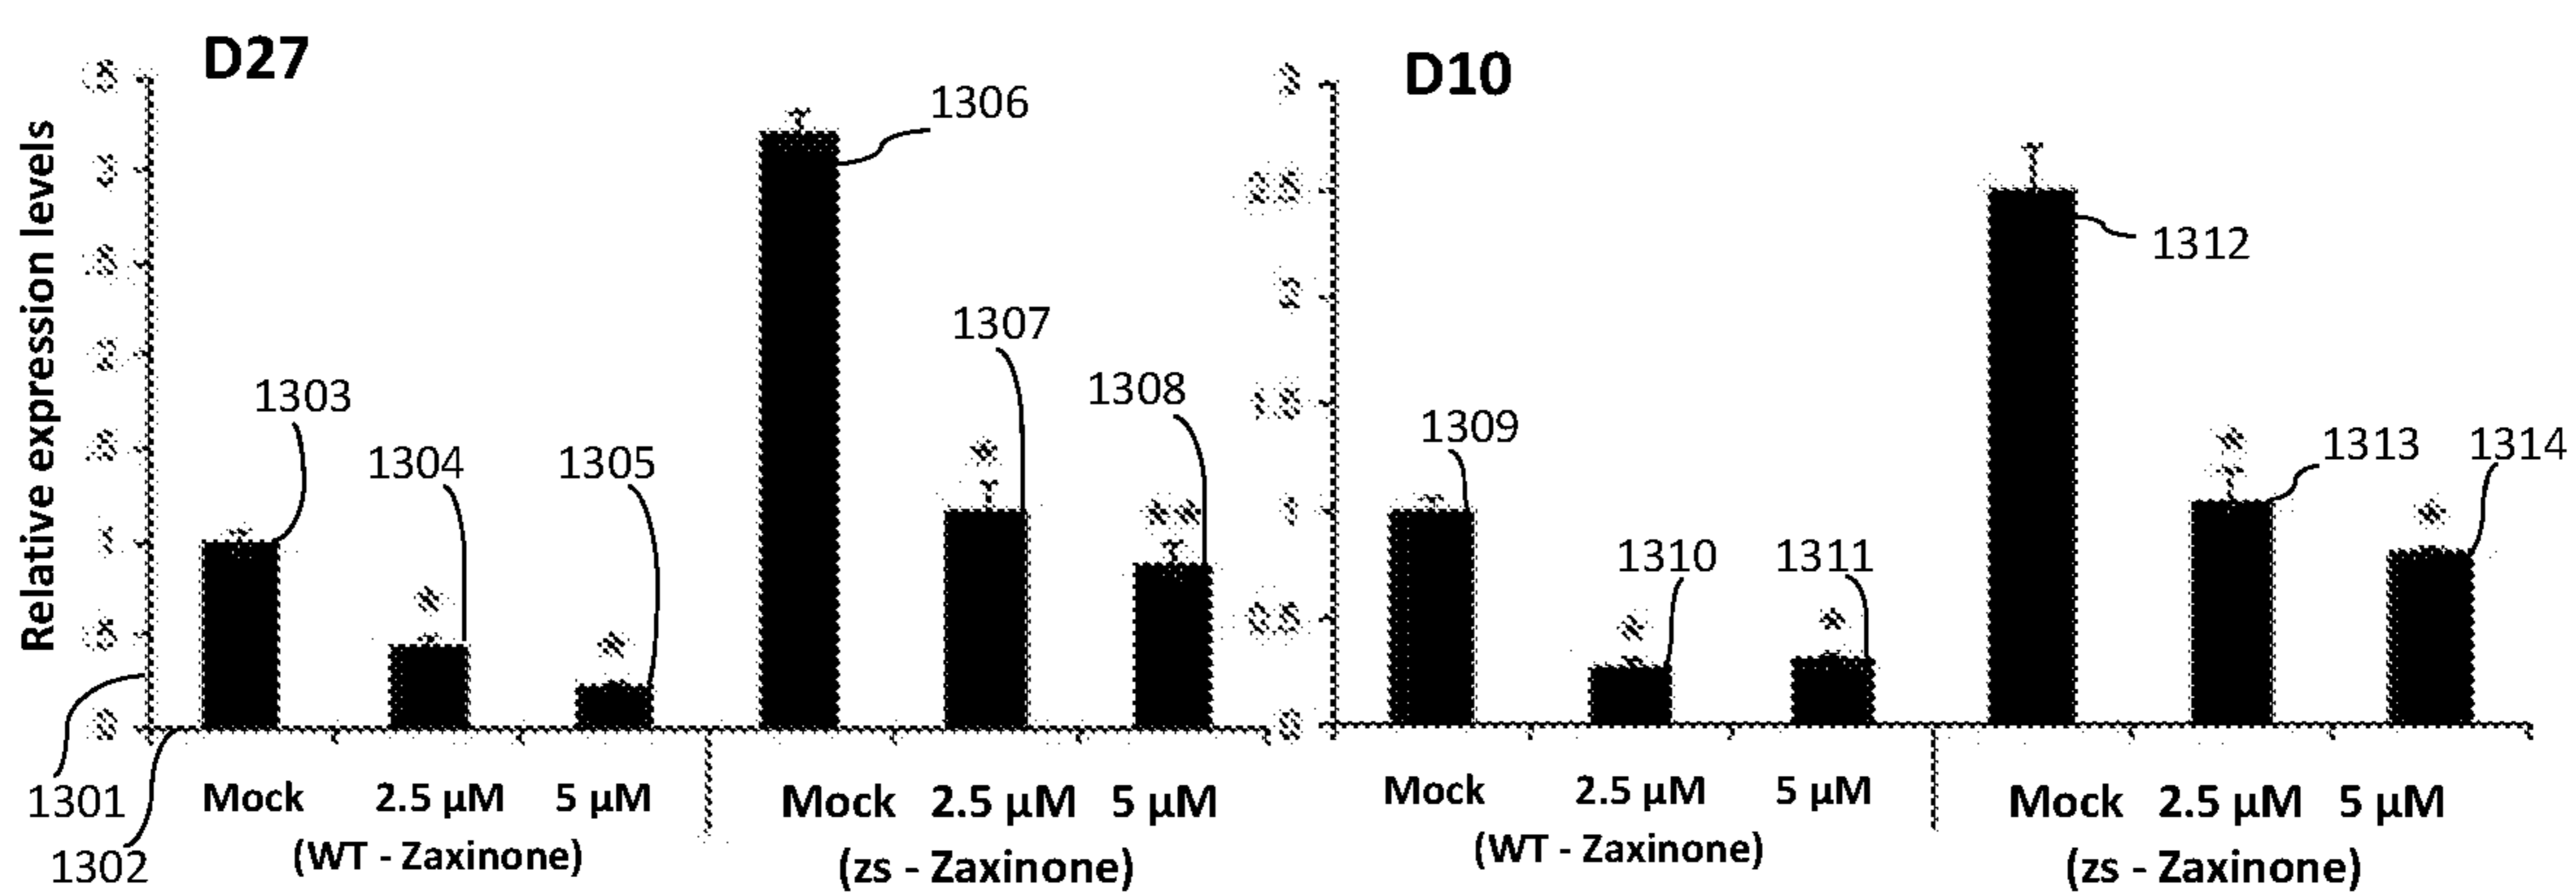 D27
D10
Relative expression levels
1301
1302
1303
1304
1305
1306
1307
1308
1309
1310
1311
1312
1313
1314
*
*
*
**
*
*
*
*
Mock 2.5 µM 5 µM
(WT - Zaxinone)
Mock 2.5 µM 5 µM
(zs - Zaxinone)
Mock 2.5 µM 5 µM
(WT - Zaxinone)
Mock 2.5 µM 5 µM
(zs - Zaxinone)